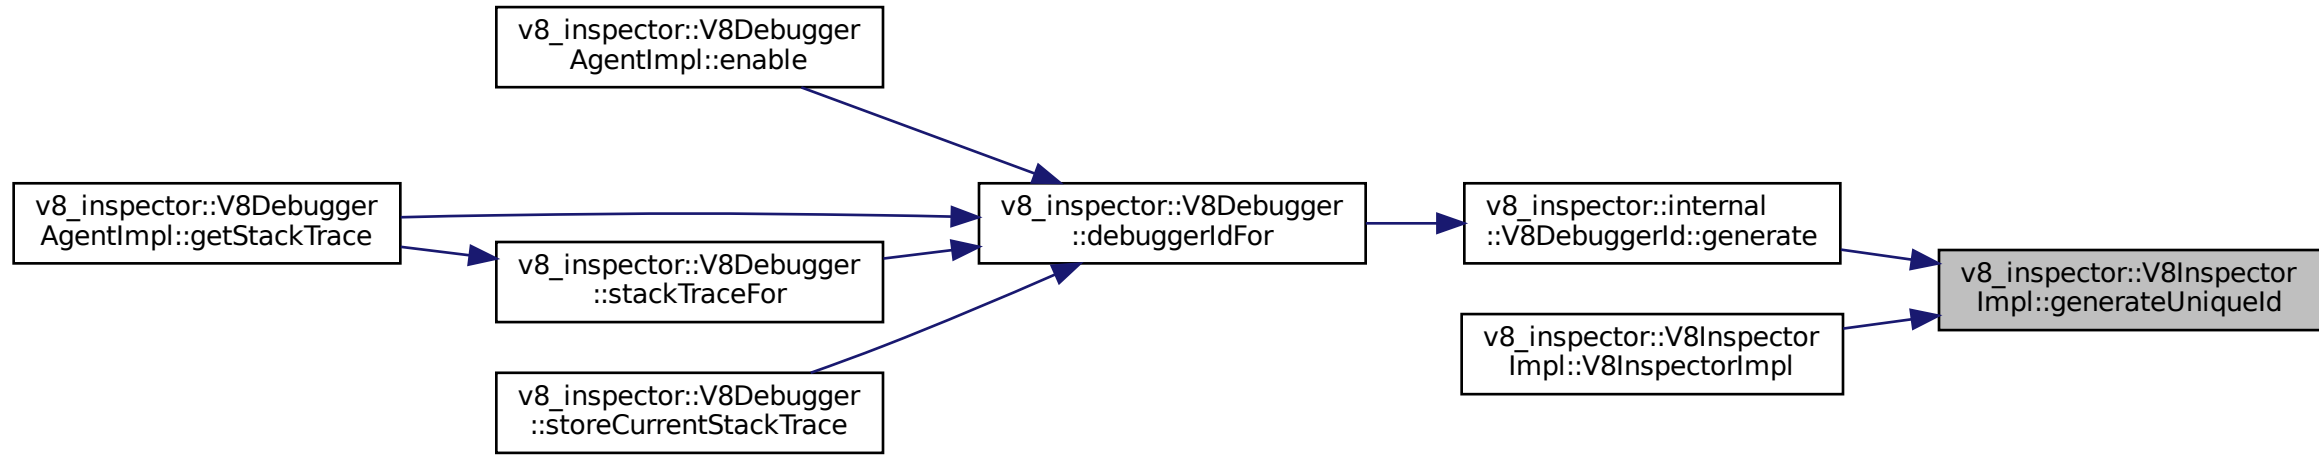 v8_inspector::V8Debugger
AgentImpl::enable
v8_inspector::V8Debugger
AgentImpl::getStackTrace
v8_inspector::V8Debugger
::stackTraceFor
v8_inspector::V8Debugger
::storeCurrentStackTrace
v8_inspector::V8Debugger
::debuggerIdFor
v8_inspector::internal
::V8DebuggerId::generate
v8_inspector::V8Inspector
Impl::V8InspectorImpl
v8_inspector::V8Inspector
Impl::generateUniqueId